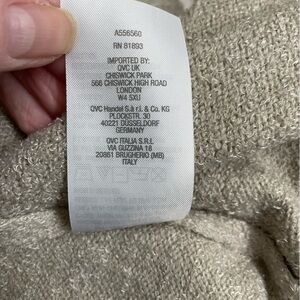 A556560
RN 81893
IMPORTED BY:
QVC UK
CHISWICK PARK
566 CHISWICK HIGH ROAD
LONDON
W4 5XU
QVC Handel S.à r.l. & Co. KG
PLOCKSTR. 30
40221 DÜSSELDORF
GERMANY
QVC ITALIA S.R.L
VIA GUZZINA 18
20861 BRUGHERIO (MB)
ITALY